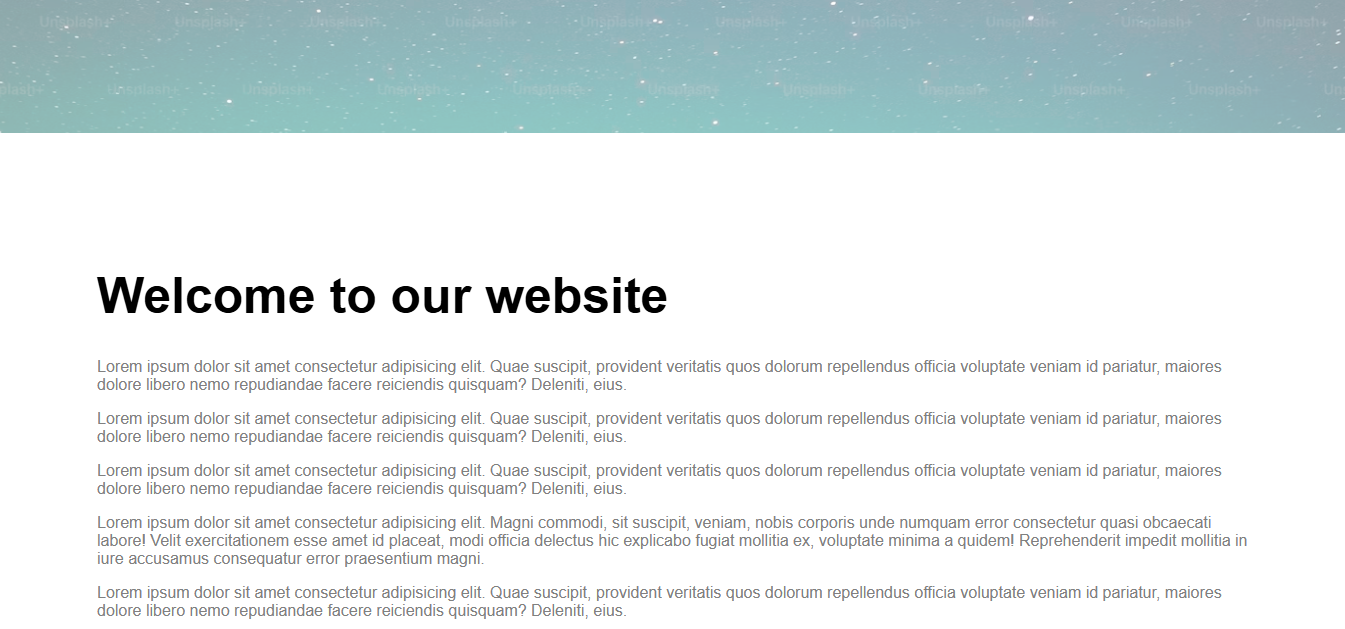 Unsplash+ Unsplash+ Unsplash+ Unsplash+ Unsplash+ Unsplash+ Unsplash+ Unsplash+ Unsplash+ Unsplash+
plash+ Unsplash+ Unsplash+ Unsplash+ Unsplash+ Unsplash+ Unsplash+ Unsplash+ Unsplash+ Unsplash+ Un
Welcome to our website
Lorem ipsum dolor sit amet consectetur adipisicing elit. Quae suscipit, provident veritatis quos dolorum repellendus officia voluptate veniam id pariatur, maiores
dolore libero nemo repudiandae facere reiciendis quisquam? Deleniti, eius.
Lorem ipsum dolor sit amet consectetur adipisicing elit. Quae suscipit, provident veritatis quos dolorum repellendus officia voluptate veniam id pariatur, maiores
dolore libero nemo repudiandae facere reiciendis quisquam? Deleniti, eius.
Lorem ipsum dolor sit amet consectetur adipisicing elit. Quae suscipit, provident veritatis quos dolorum repellendus officia voluptate veniam id pariatur, maiores
dolore libero nemo repudiandae facere reiciendis quisquam? Deleniti, eius.
Lorem ipsum dolor sit amet consectetur adipisicing elit. Magni commodi, sit suscipit, veniam, nobis corporis unde numquam error consectetur quasi obcaecati
labore! Velit exercitationem esse amet id placeat, modi officia delectus hic explicabo fugiat mollitia ex, voluptate minima a quidem! Reprehenderit impedit mollitia in
iure accusamus consequatur error praesentium magni.
Lorem ipsum dolor sit amet consectetur adipisicing elit. Quae suscipit, provident veritatis quos dolorum repellendus officia voluptate veniam id pariatur, maiores
dolore libero nemo repudiandae facere reiciendis quisquam? Deleniti, eius.